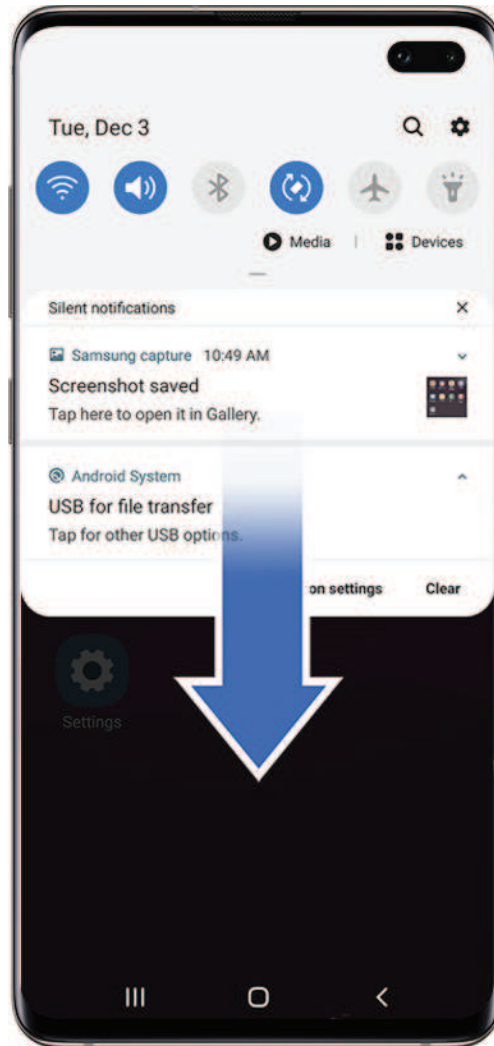 Tue, Dec 3
Media | Devices
Silent notifications
Samsung capture 10:49 AM
Screenshot saved
Tap here to open it in Gallery.
Android System
USB for file transfer
Tap for other USB options.
on settings Clear
Settings